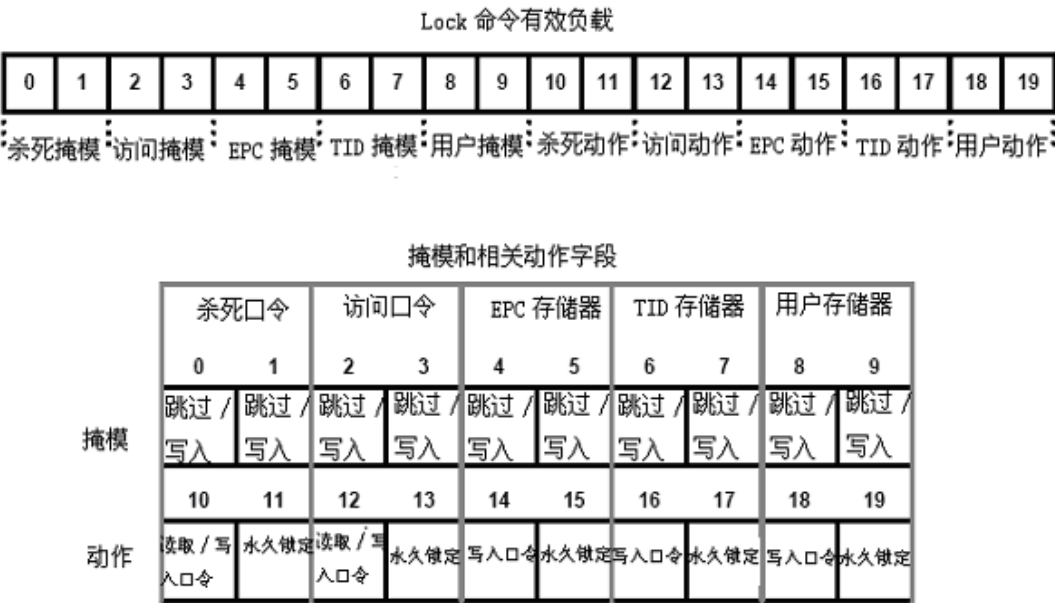 Lock 命令有效负载
0 1 2 3 4 5 6 7 8 9 10 11 12 13 14 15 16 17 18 19
杀死掩模 访问掩模 EPC 掩模 TID 掩模 用户掩模 杀死动作 访问动作 EPC 动作 TID 动作 用户动作
掩模和相关动作字段
杀死口令 访问口令 EPC 存储器 TID 存储器 用户存储器
0 1 2 3 4 5 6 7 8 9
跳过 / 跳过 / 跳过 / 跳过 / 跳过 / 跳过 / 跳过 / 跳过 / 跳过 / 跳过 /
掩模
写入 写入 写入 写入 写入 写入 写入 写入 写入 写入
10 11 12 13 14 15 16 17 18 19
读取 / 写 永久锁定 读取 / 写 永久锁定 写入口令 永久锁定 写入口令 永久锁定 写入口令 永久锁定
动作
入口令 入口令